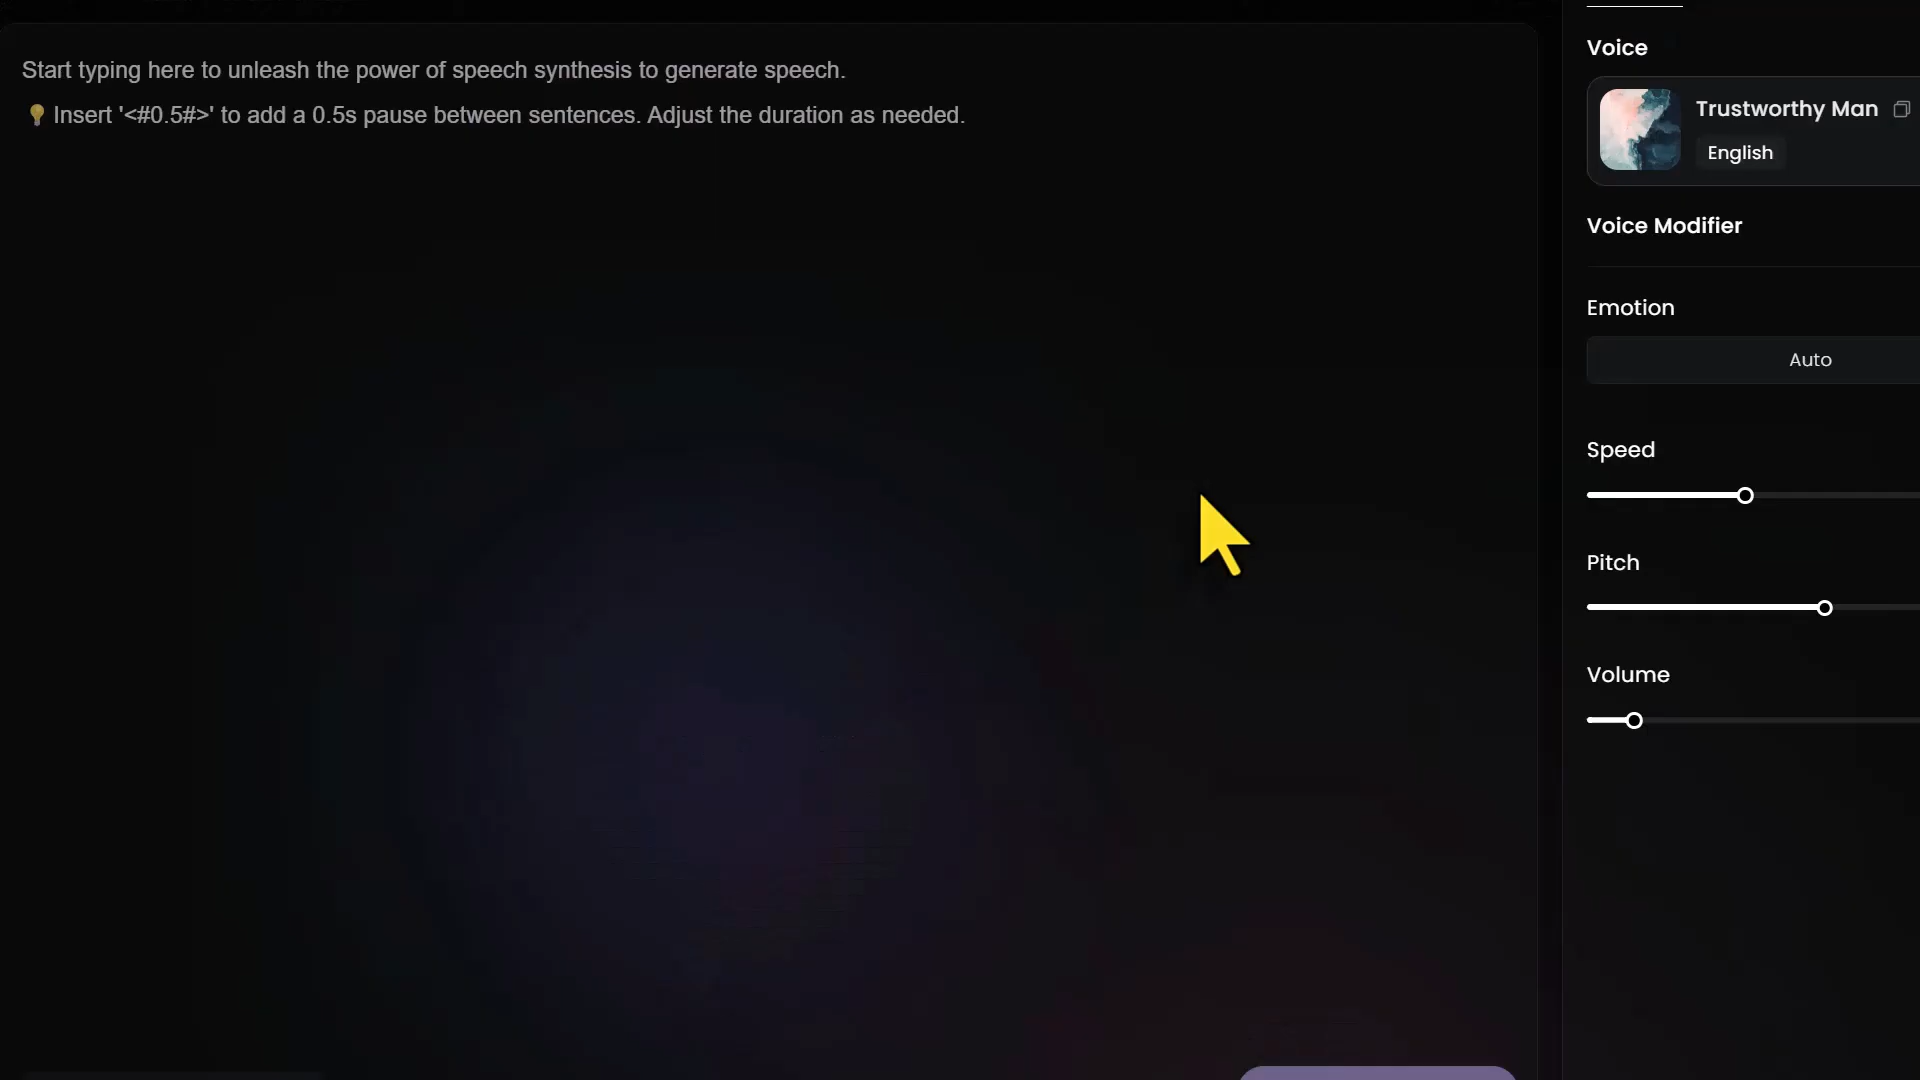 Start typing here to unleash the power of speech synthesis to generate speech.
Insert '<#0.5#>' to add a 0.5s pause between sentences. Adjust the duration as needed.
Voice
Trustworthy Man
English
Voice Modifier
Emotion
Auto
Speed
Pitch
Volume